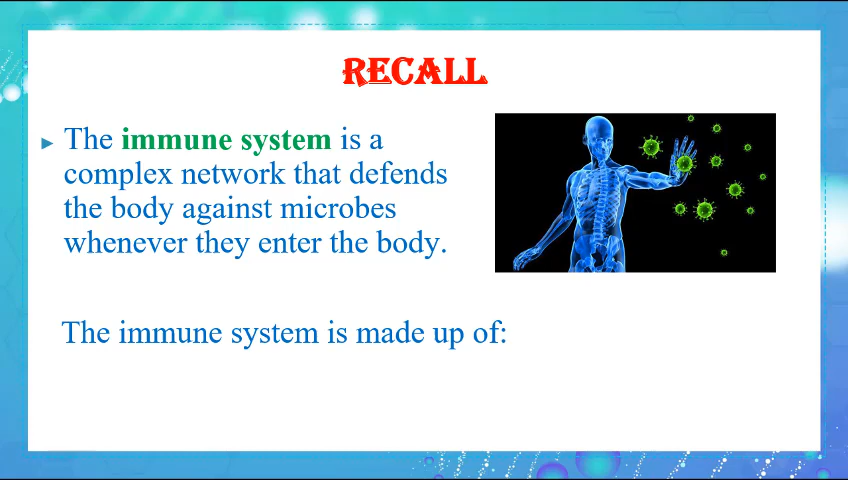 RECALL
The immune system is a
complex network that defends
the body against microbes
whenever they enter the body.
The immune system is made up of: